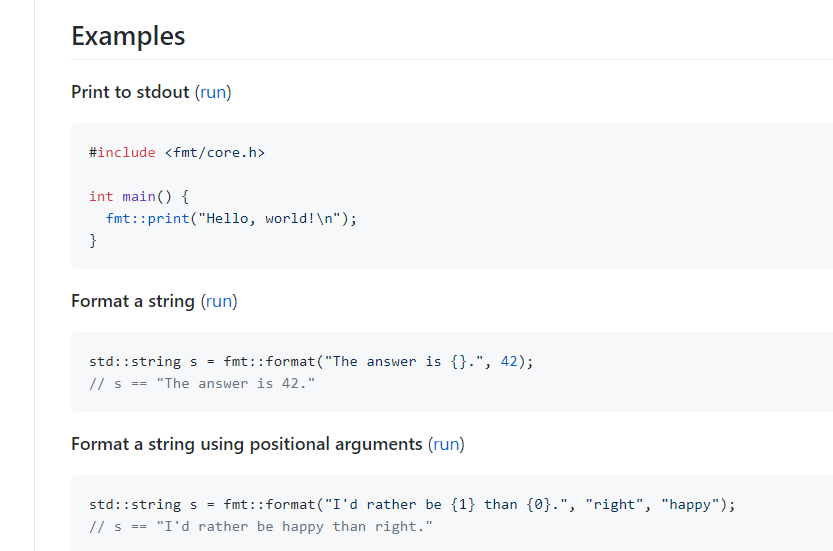 Examples
Print to stdout (run)
#include <fmt/core.h>
int main() {
  fmt::print("Hello, world!\n");
}
Format a string (run)
std::string s = fmt::format("The answer is {}.", 42);
// s == "The answer is 42."
Format a string using positional arguments (run)
std::string s = fmt::format("I'd rather be {1} than {0}.", "right", "happy");
// s == "I'd rather be happy than right."